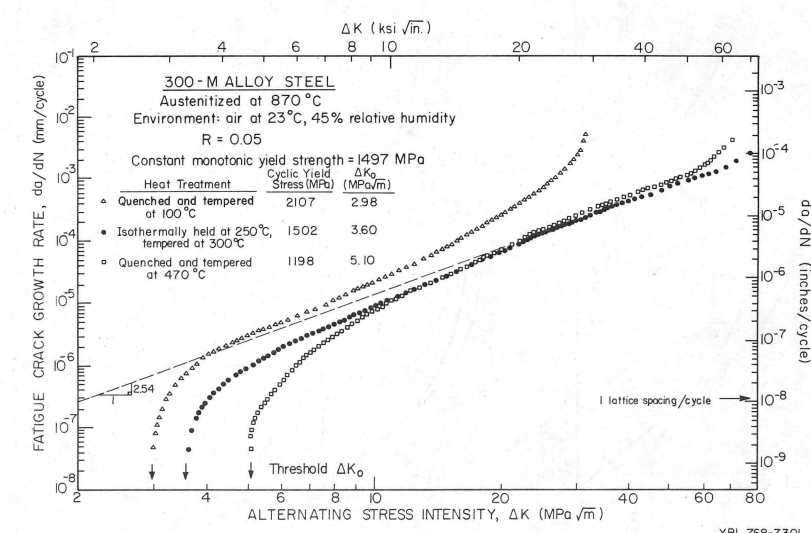 ΔK (ksi √in.)
2 4 6 8 10 20 40 60
300-M ALLOY STEEL
Austenitized at 870 °C
Environment: air at 23°C, 45% relative humidity
R = 0.05
Constant monotonic yield strength = 1497 MPa
Heat Treatment Cyclic Yield Stress (MPa) ΔK₀ (MPa√m)
△ Quenched and tempered at 100°C 2107 2.98
● Isothermally held at 250°C, tempered at 300°C 1502 3.60
□ Quenched and tempered at 470 °C 1198 5.10
FATIGUE CRACK GROWTH RATE, da/dN (mm/cycle)
10⁻¹
10⁻²
10⁻³
10⁻⁴
10⁻⁵
10⁻⁶
10⁻⁷
10⁻⁸
2.54
1
Threshold ΔK₀
1 lattice spacing/cycle
10⁻³
10⁻⁴
10⁻⁵
10⁻⁶
10⁻⁷
10⁻⁸
10⁻⁹
da/dN (inches/cycle)
2 4 6 8 10 20 40 60 80
ALTERNATING STRESS INTENSITY, ΔK (MPa √m)
XBL 768-7301